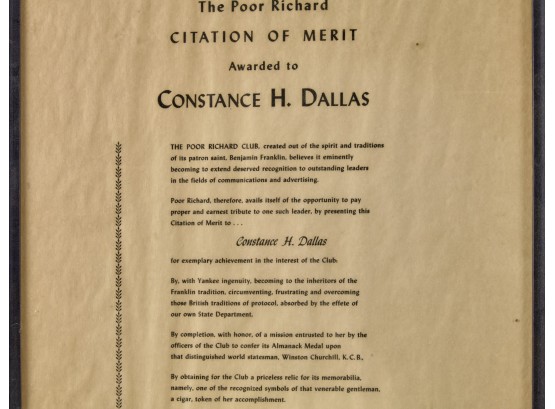 The Poor Richard
CITATION OF MERIT
Awarded to
CONSTANCE H. DALLAS
THE POOR RICHARD CLUB, created out of the spirit and traditions
of its patron saint, Benjamin Franklin, believes it eminently
becoming to extend deserved recognition to outstanding leaders
in the fields of communications and advertising.
Poor Richard, therefore, avails itself of the opportunity to pay
proper and earnest tribute to one such leader, by presenting this
Citation of Merit to . . .
Constance H. Dallas
for exemplary achievement in the interest of the Club.
By, with Yankee ingenuity, becoming to the inheritors of the
Franklin tradition, circumventing, frustrating and overcoming
those British traditions of protocol, absorbed by the effete of
our own State Department.
By completion, with honor, of a mission entrusted to her by the
officers of the Club to confer its Almanack Medal upon
that distinguished world statesman, Winston Churchill, K.C.B.,
By obtaining for the Club a priceless relic for its memorabilia,
namely, one of the recognized symbols of that venerable gentleman,
a cigar, token of her accomplishment.